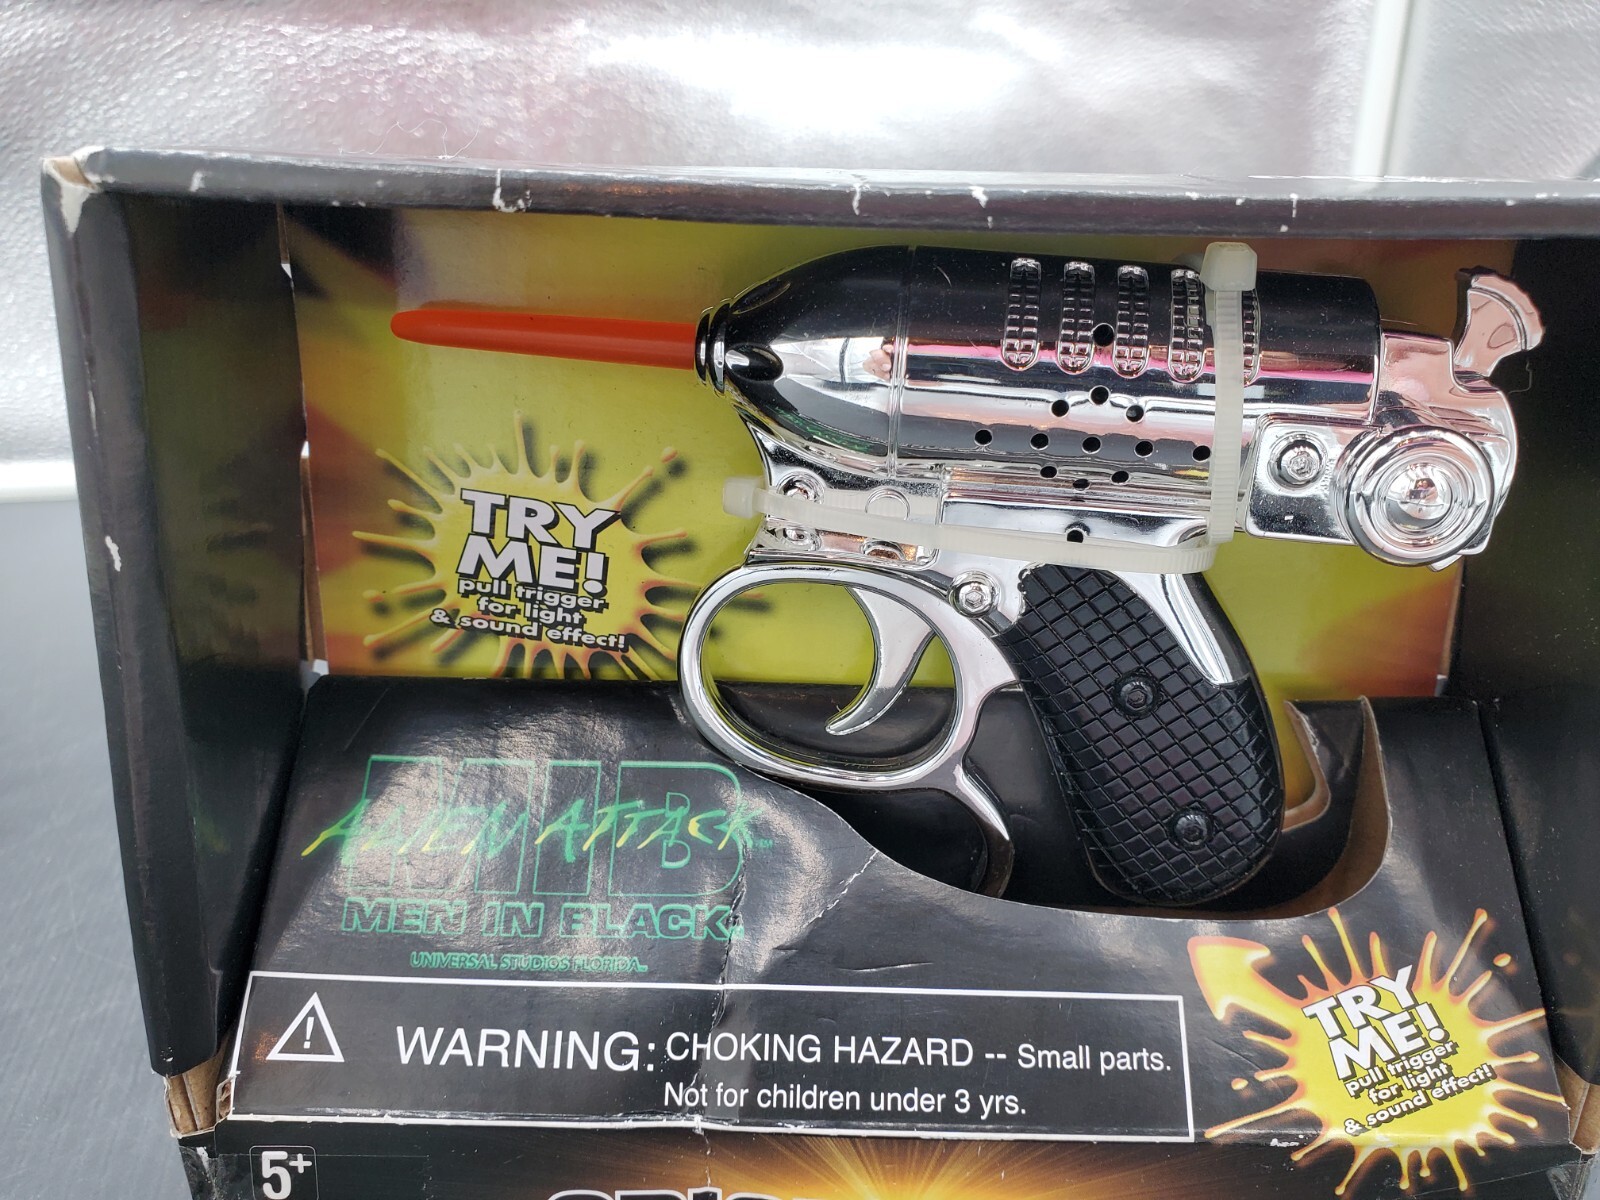 TRY
ME!
pull trigger
for light
& sound effect!
MIB
ALIEN ATTACK
MEN IN BLACK
UNIVERSAL STUDIOS FLORIDA
WARNING: CHOKING HAZARD -- Small parts.
Not for children under 3 yrs.
TRY
ME!
pull trigger
for light
& sound effect!
5+